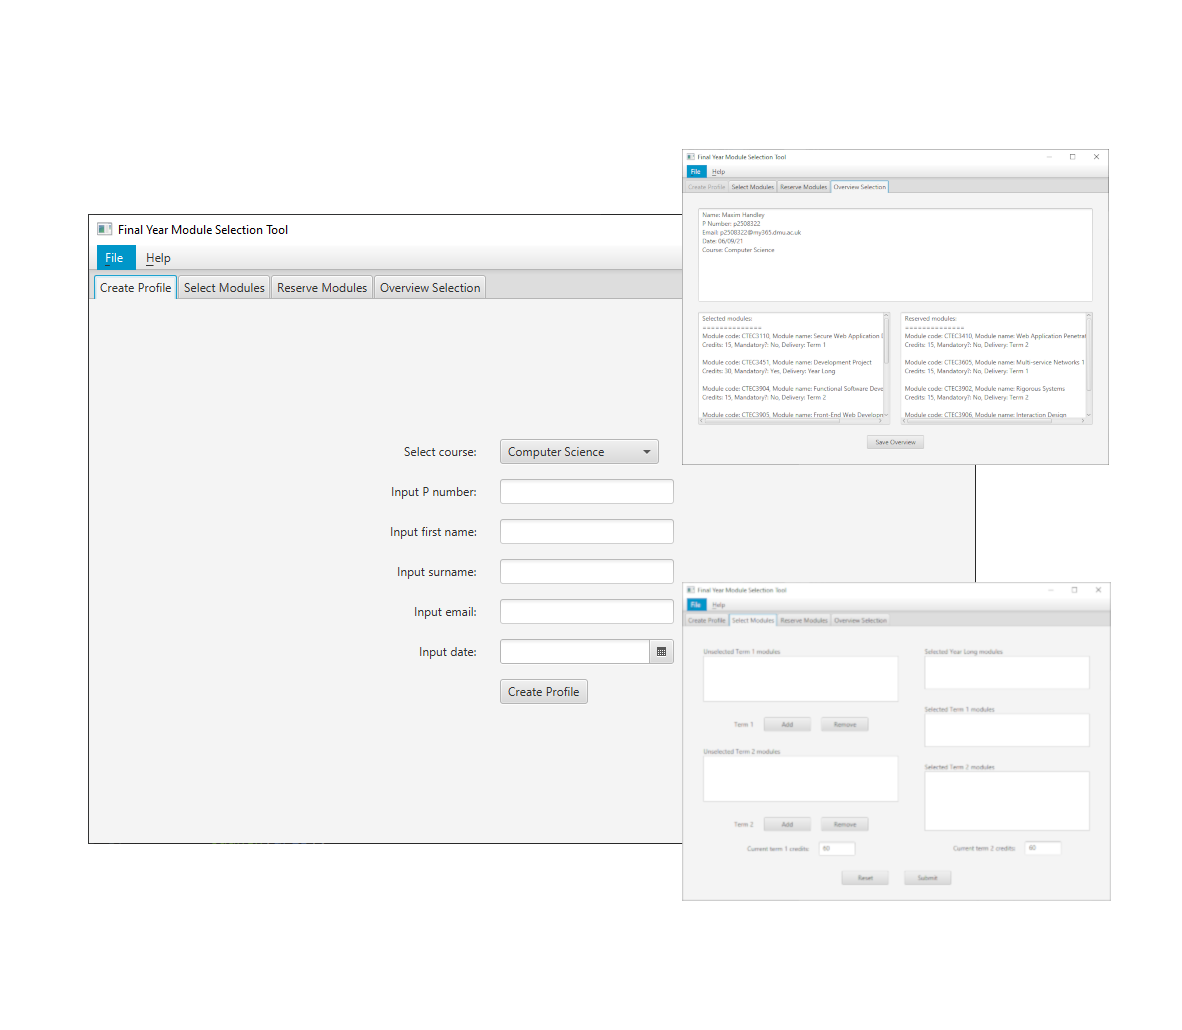 Final Year Module Selection Tool
File Help
Create Profile Select Modules Reserve Modules Overview Selection
Select course: Computer Science
Input P number:
Input first name:
Input surname:
Input email:
Input date:
Create Profile
Final Year Module Selection Tool
File Help
Create Profile Select Modules Reserve Modules Overview Selection
Name: Maxim Handley
P Number: p2508322
Email: p2508322@my365.dmu.ac.uk
Date: 06/09/21
Course: Computer Science
Selected modules:
==============
Module code: CTEC3110, Module name: Secure Web Application
Credits: 15, Mandatory?: No, Delivery: Term 1
Module code: CTEC3451, Module name: Development Project
Credits: 30, Mandatory?: Yes, Delivery: Year Long
Module code: CTEC3904, Module name: Functional Software Deve
Credits: 15, Mandatory?: No, Delivery: Term 2
Module code: CTEC3905, Module name: Front-End Web Developm
Reserved modules:
==============
Module code: CTEC3410, Module name: Web Application Penetrat
Credits: 15, Mandatory?: No, Delivery: Term 2
Module code: CTEC3605, Module name: Multi-service Networks 1
Credits: 15, Mandatory?: No, Delivery: Term 1
Module code: CTEC3902, Module name: Rigorous Systems
Credits: 15, Mandatory?: No, Delivery: Term 2
Module code: CTEC3906, Module name: Interaction Design
Save Overview
Final Year Module Selection Tool
File Help
Create Profile Select Modules Reserve Modules Overview Selection
Unselected Term 1 modules
Term 1 Add Remove
Unselected Term 2 modules
Term 2 Add Remove
Current term 1 credits: 60
Selected Year Long modules
Selected Term 1 modules
Selected Term 2 modules
Current term 2 credits: 60
Reset Submit